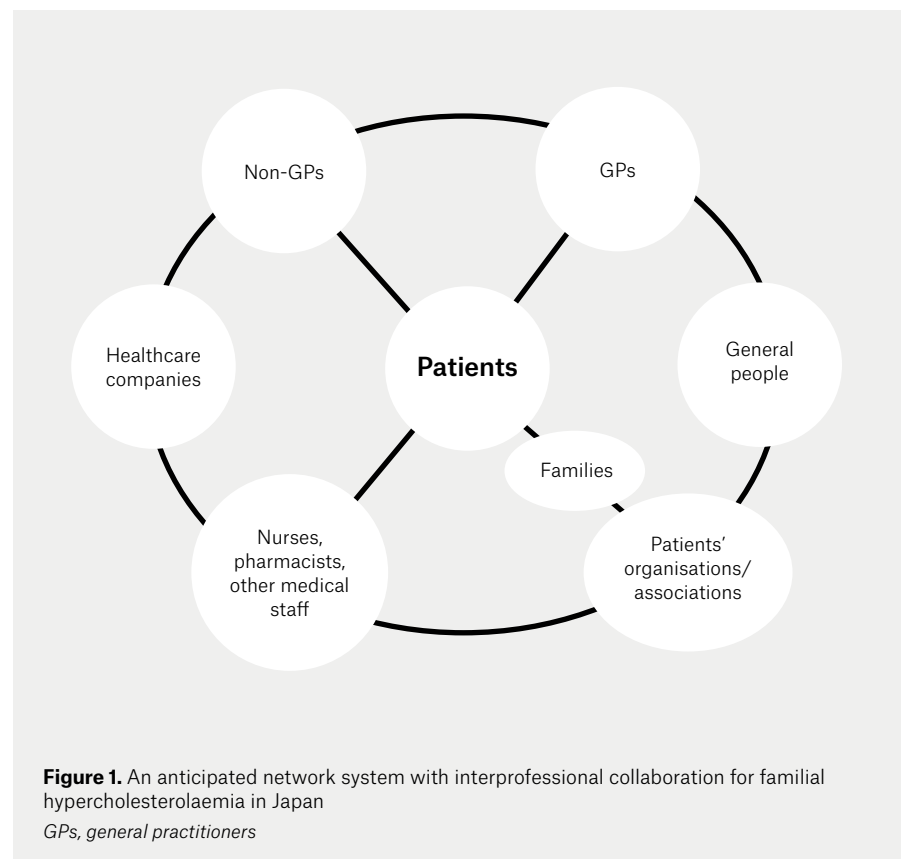 Non-GPs
GPs
Healthcare
companies
Patients
General
people
Families
Nurses,
pharmacists,
other medical
staff
Patients’
organisations/
associations
Figure 1. An anticipated network system with interprofessional collaboration for familial
hypercholesterolaemia in Japan
GPs, general practitioners